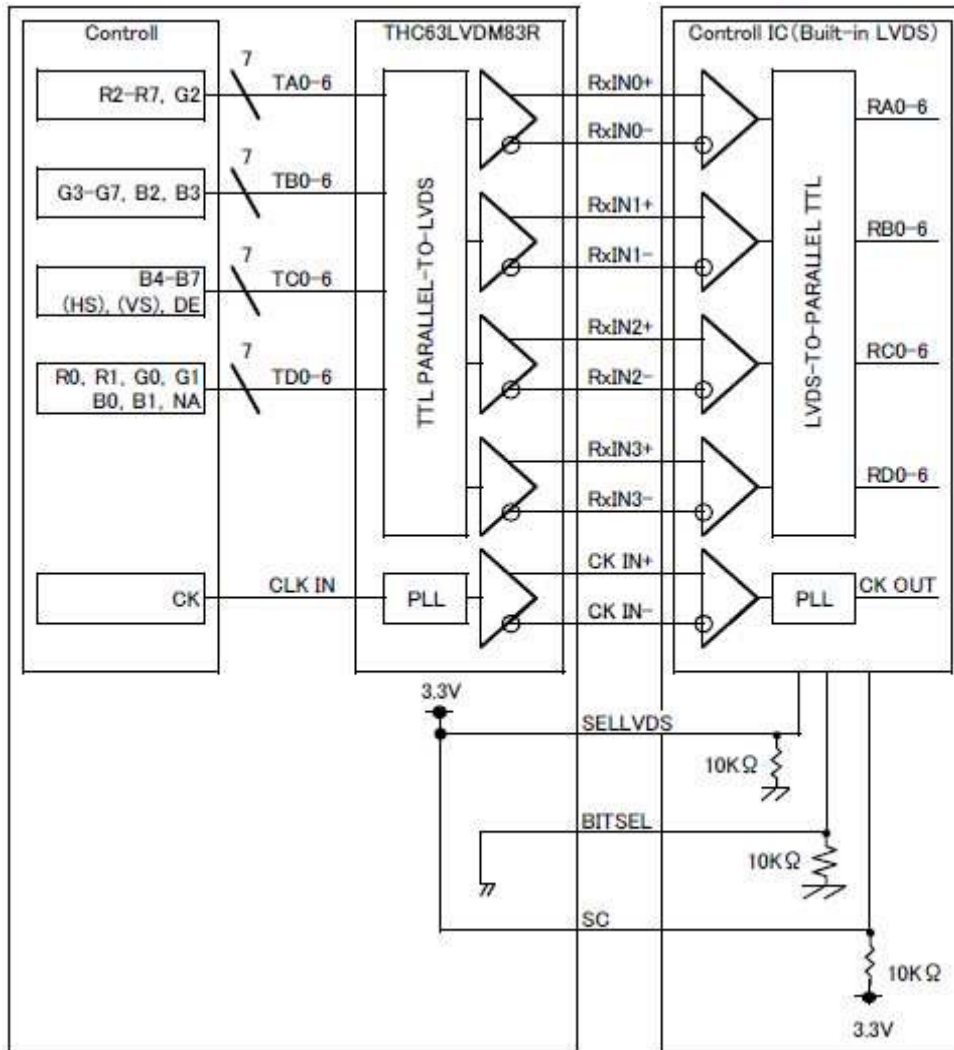 Controll
THC63LVDM83R
Controll IC(Built-in LVDS)
7
R2-R7, G2
TA0-6
RxIN0+
RxIN0-
RA0-6
7
G3-G7, B2, B3
TB0-6
RxIN1+
RxIN1-
RB0-6
7
B4-B7
(HS), (VS), DE
TC0-6
RxIN2+
RxIN2-
RC0-6
7
R0, R1, G0, G1
B0, B1, NA
TD0-6
RxIN3+
RxIN3-
RD0-6
TTL PARALLEL-TO-LVDS
LVDS-TO-PARALLEL TTL
CK
CLK IN
PLL
CK IN+
CK IN-
PLL
CK OUT
3.3V
SELLVDS
10KΩ
BITSEL
10KΩ
SC
10KΩ
3.3V